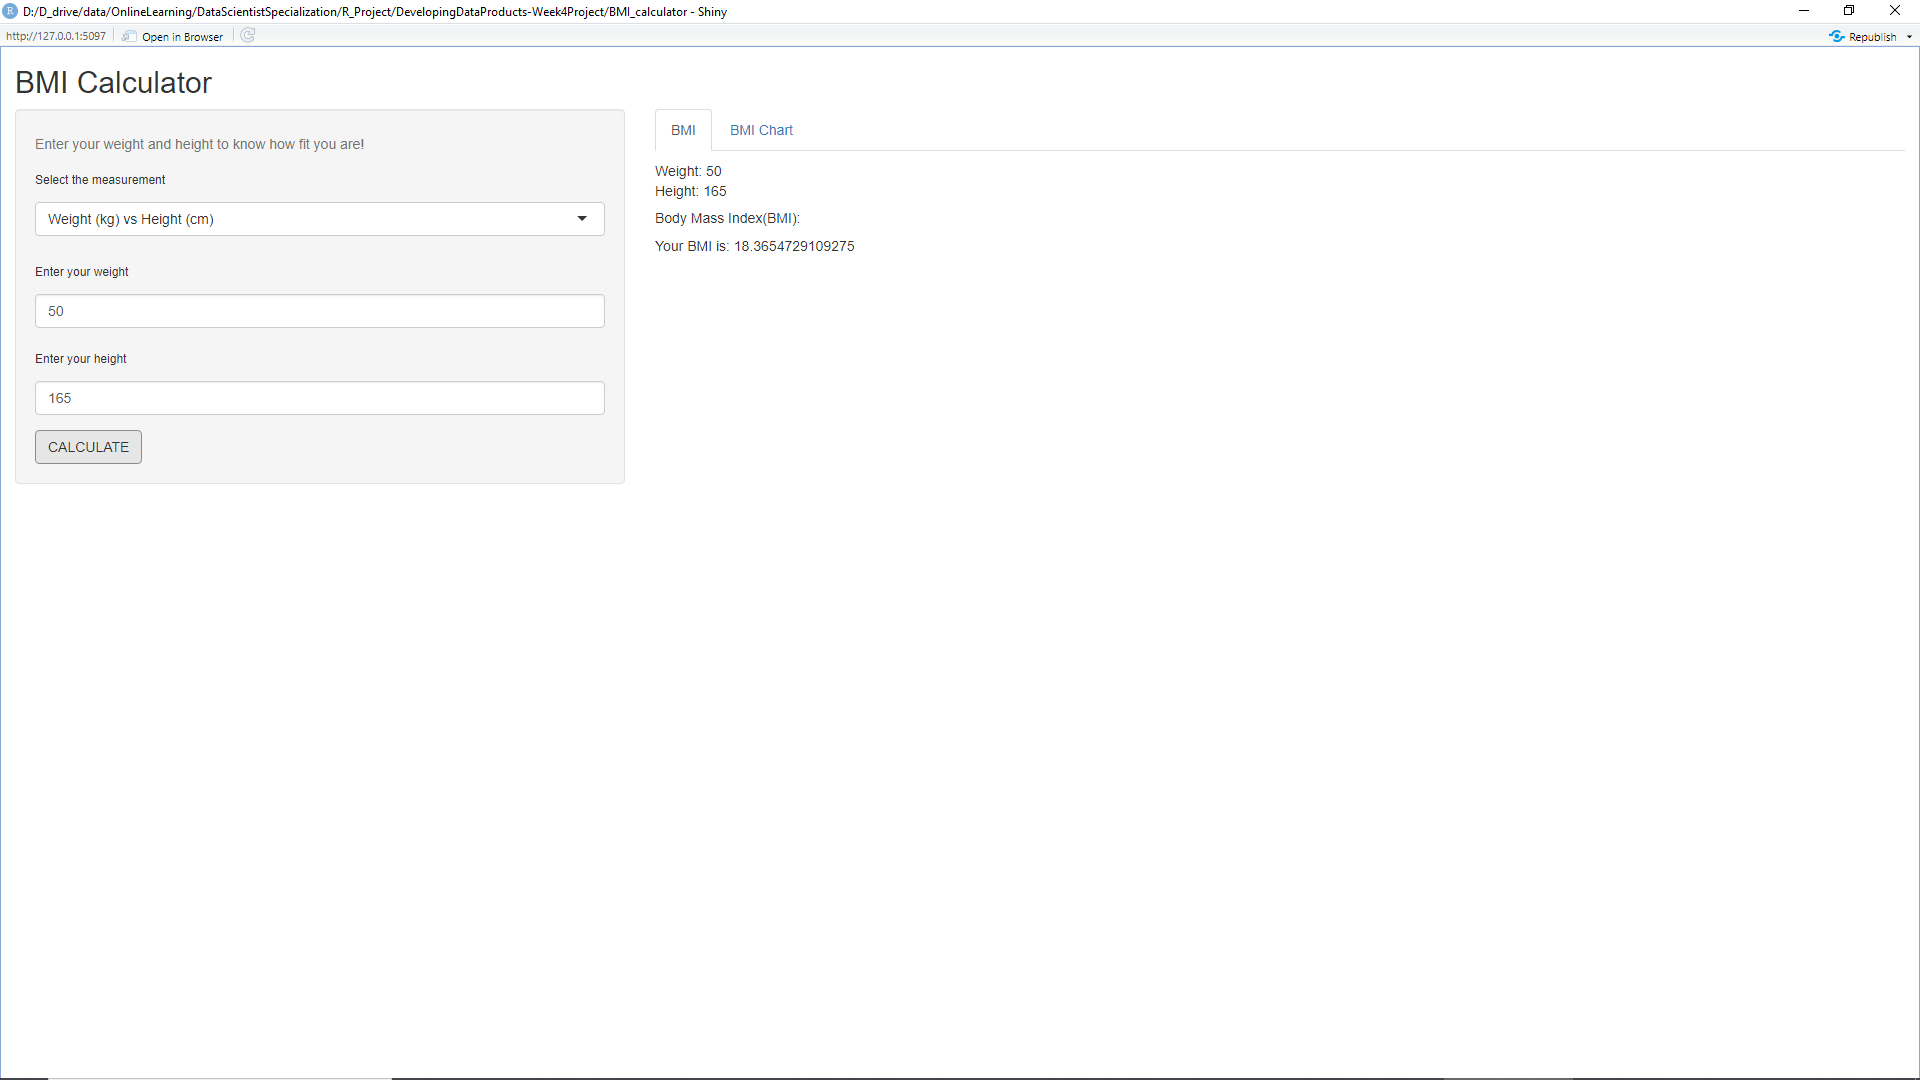 R D:/D_drive/data/OnlineLearning/DataScientistSpecialization/R_Project/DevelopingDataProducts-Week4Project/BMI_calculator - Shiny
http://127.0.0.1:5097 Open in Browser Republish
BMI Calculator
Enter your weight and height to know how fit you are!
Select the measurement
Weight (kg) vs Height (cm)
Enter your weight
50
Enter your height
165
CALCULATE
BMI BMI Chart
Weight: 50
Height: 165
Body Mass Index(BMI):
Your BMI is: 18.3654729109275